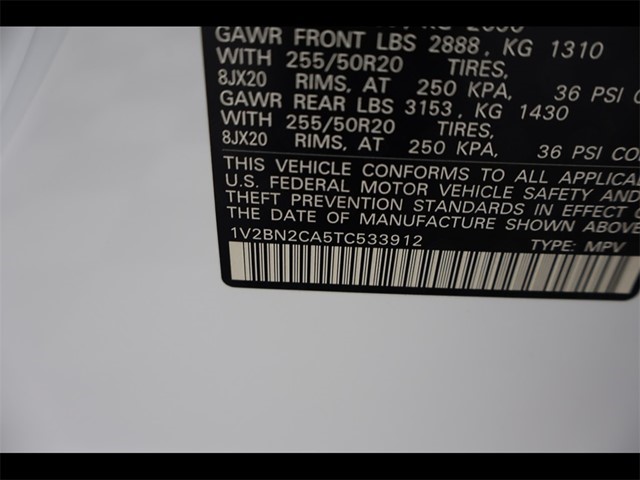 GAWR FRONT LBS 2888, KG 1310
WITH 255/50R20 TIRES,
8JX20 RIMS, AT 250 KPA, 36 PSI
GAWR REAR LBS 3153, KG 1430
WITH 255/50R20 TIRES,
8JX20 RIMS, AT 250 KPA, 36 PSI CO
THIS VEHICLE CONFORMS TO ALL APPLICA
U.S. FEDERAL MOTOR VEHICLE SAFETY AND
THEFT PREVENTION STANDARDS IN EFFECT
THE DATE OF MANUFACTURE SHOWN ABOVE
1V2BN2CA5TC533912 TYPE: MPV